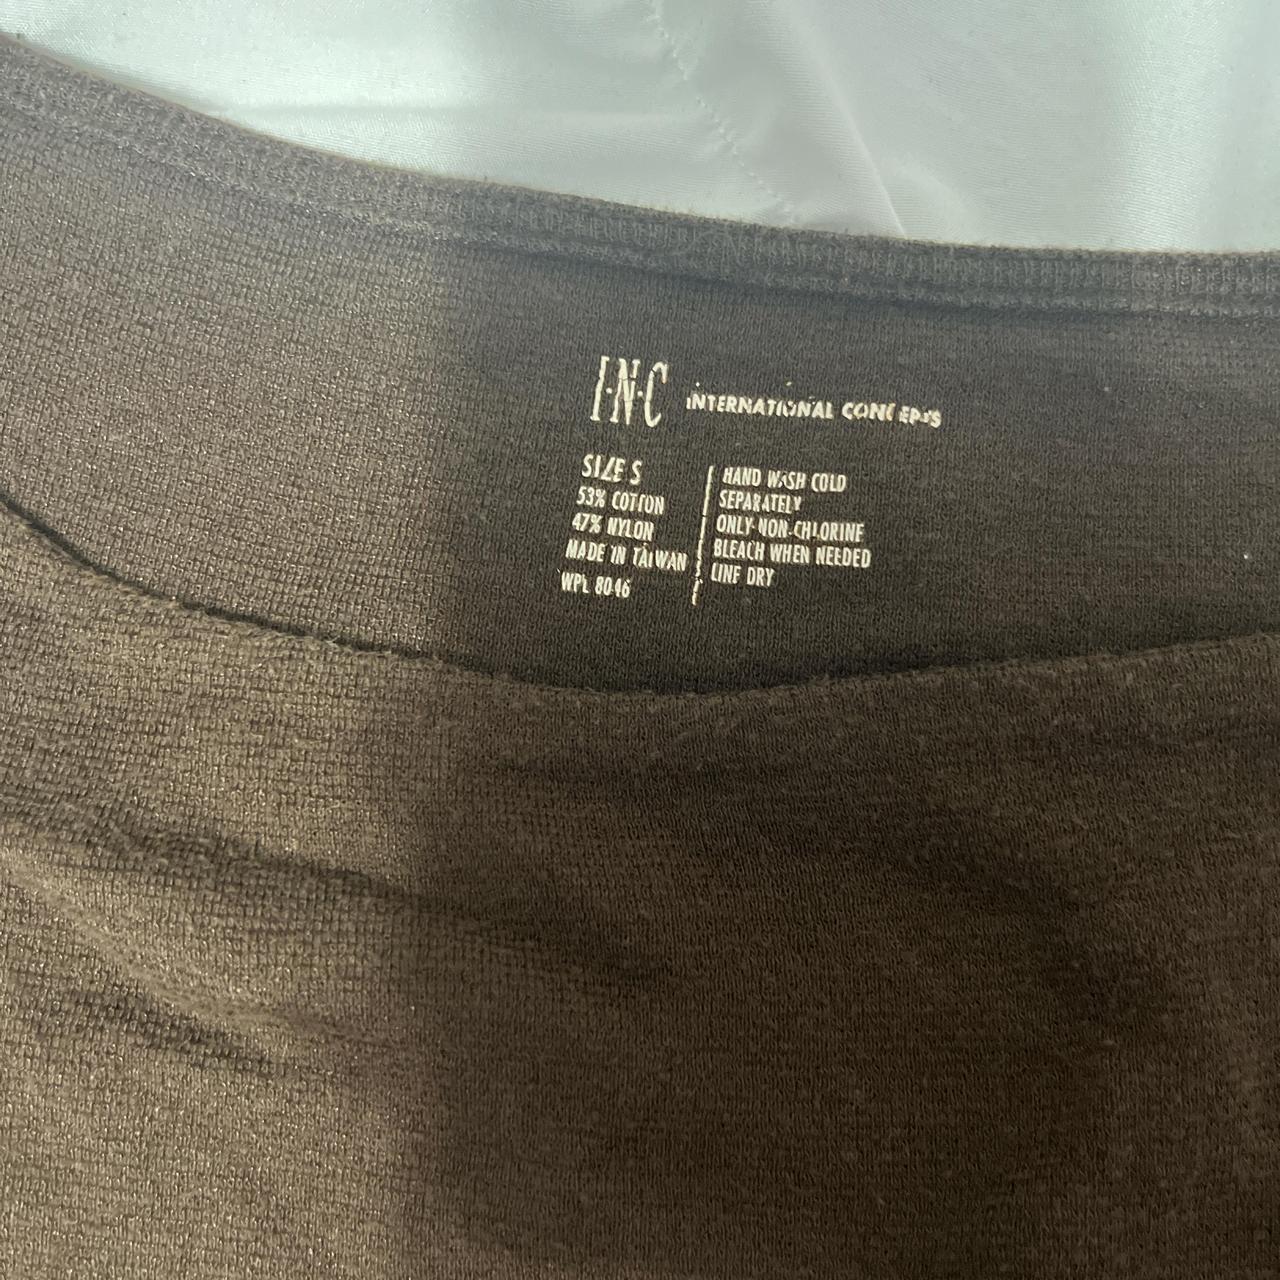 I·N·C INTERNATIONAL CONCEPTS
SIZE S
53% COTTON
47% NYLON
MADE IN TAIWAN
WPL 8046
HAND WASH COLD
SEPARATELY
ONLY-NON-CHLORINE
BLEACH WHEN NEEDED
LINE DRY